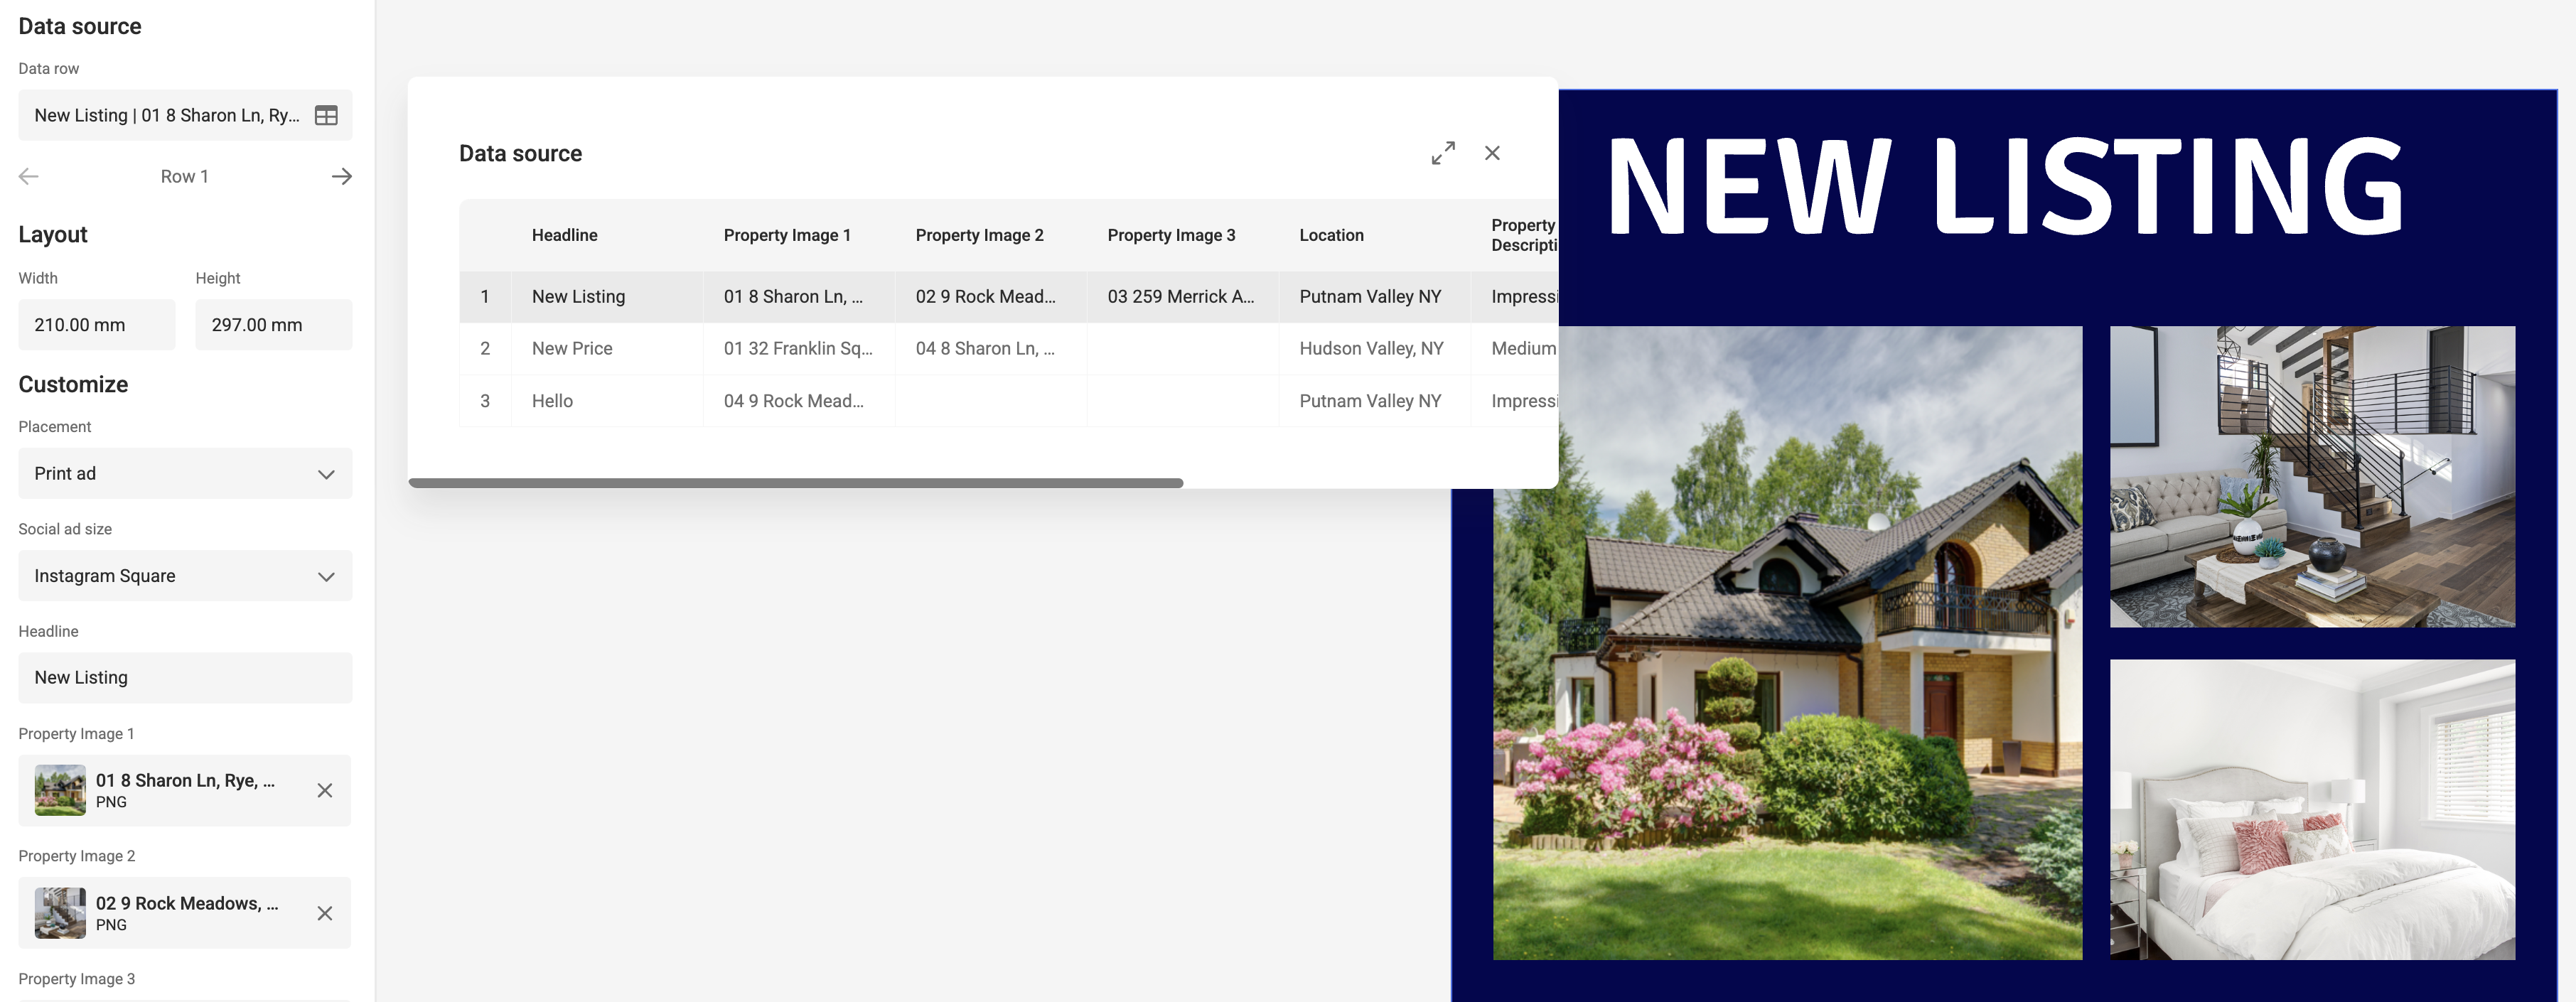 Data source
Data row
New Listing | 01 8 Sharon Ln, Ry...
Row 1
Layout
Width Height
210.00 mm 297.00 mm
Customize
Placement
Print ad
Social ad size
Instagram Square
Headline
New Listing
Property Image 1
01 8 Sharon Ln, Rye, ...
PNG
Property Image 2
02 9 Rock Meadows, ...
PNG
Property Image 3
Data source
Headline Property Image 1 Property Image 2 Property Image 3 Location Property Descripti
1 New Listing 01 8 Sharon Ln, ... 02 9 Rock Mead... 03 259 Merrick A... Putnam Valley NY Impressi
2 New Price 01 32 Franklin Sq... 04 8 Sharon Ln, ... Hudson Valley, NY Medium
3 Hello 04 9 Rock Mead... Putnam Valley NY Impressi
NEW LISTING